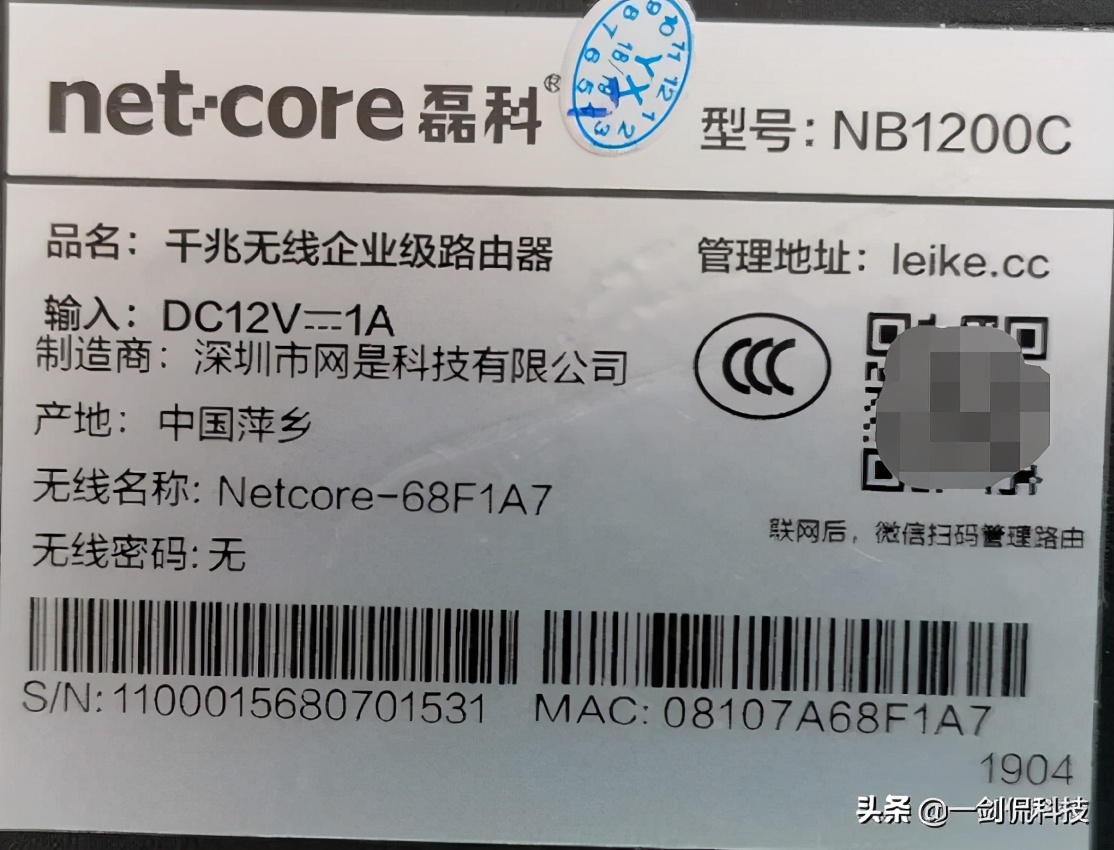 net-core 磊科®
型号: NB1200C
品名: 千兆无线企业级路由器
管理地址: leike.cc
输入: DC12V⎓1A
制造商: 深圳市网是科技有限公司
产地: 中国萍乡
无线名称: Netcore-68F1A7
无线密码: 无
联网后，微信扫码管理路由
S/N: 1100015680701531
MAC: 08107A68F1A7
1904
头条 @一剑侃科技